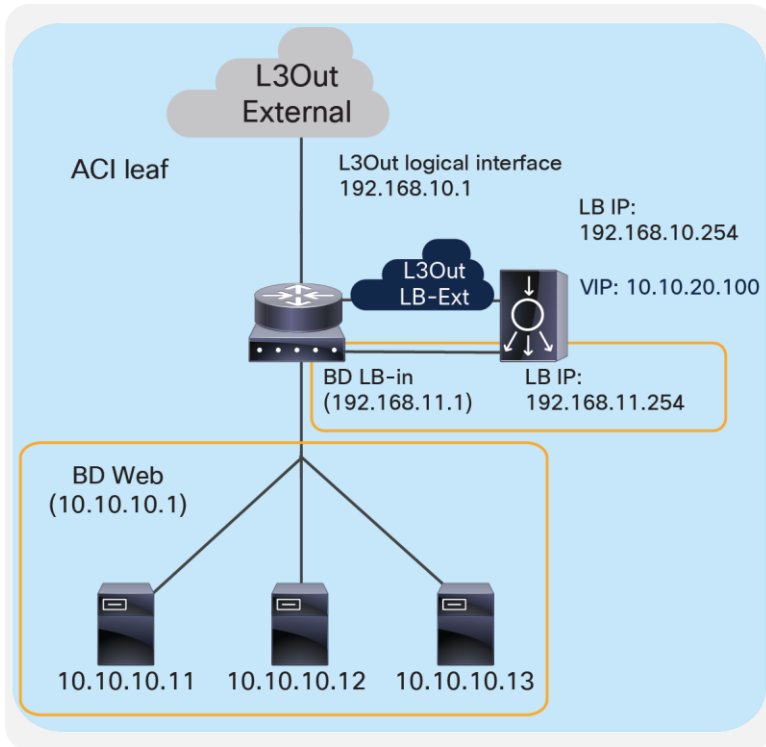 L3Out
External
ACI leaf
L3Out logical interface
192.168.10.1
LB IP:
192.168.10.254
L3Out
LB-Ext
VIP: 10.10.20.100
BD LB-in
(192.168.11.1)
LB IP:
192.168.11.254
BD Web
(10.10.10.1)
10.10.10.11
10.10.10.12
10.10.10.13